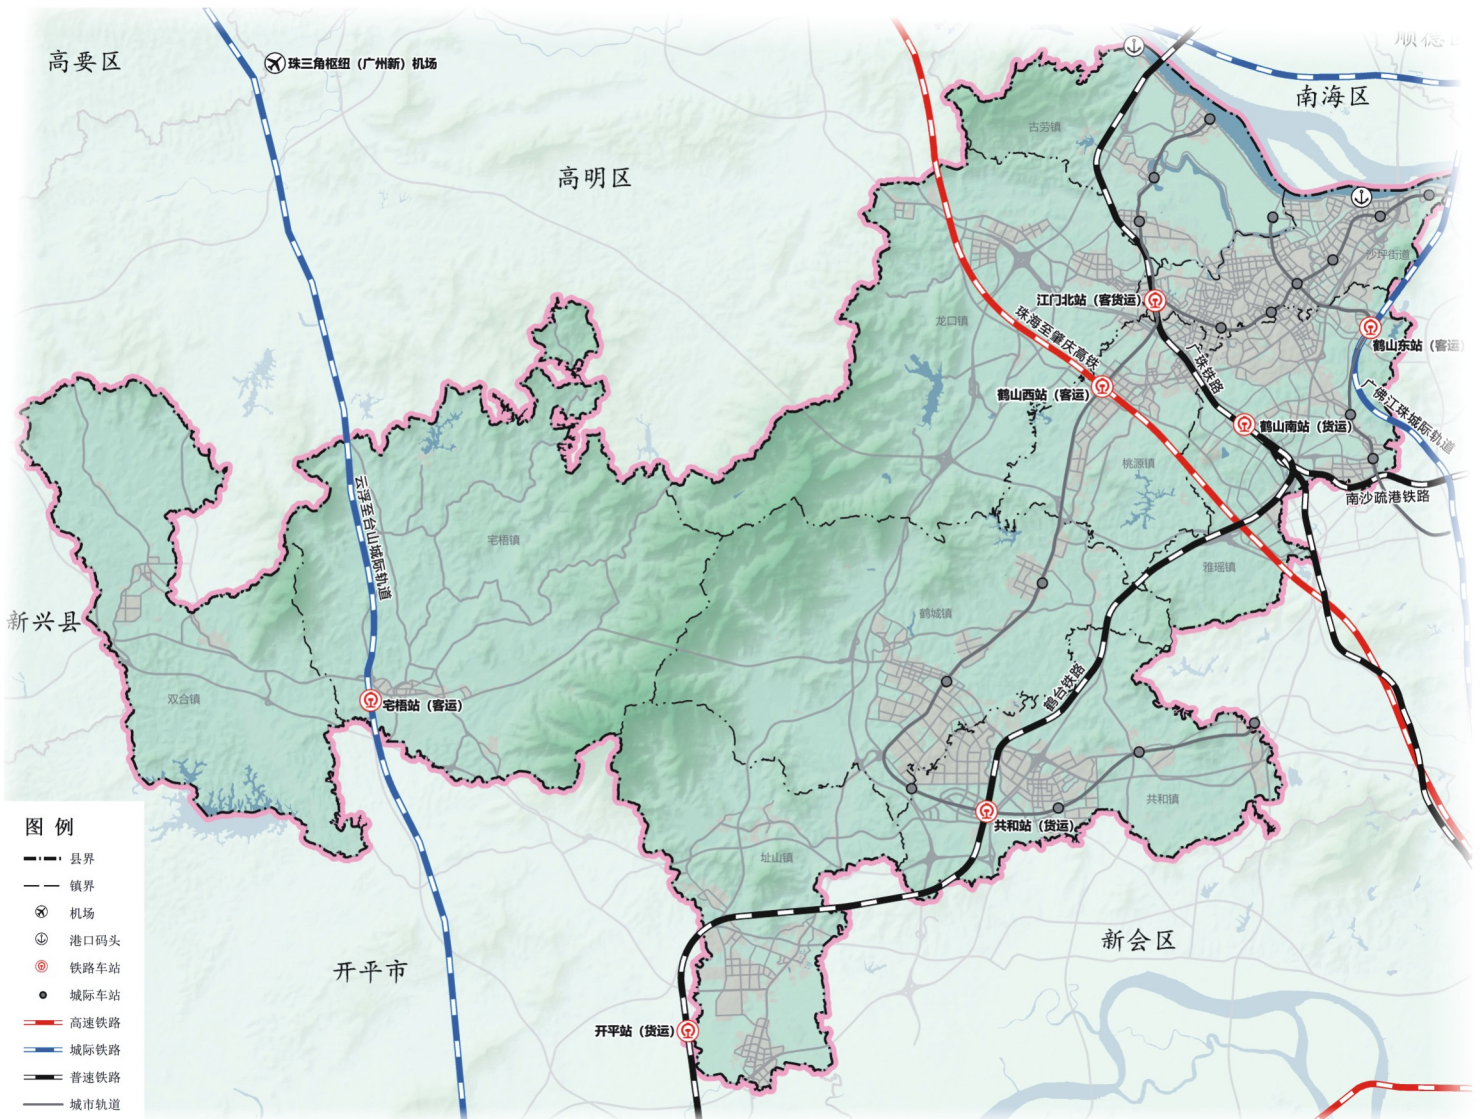 高要区
珠三角枢纽（广州新）机场
高明区
南海区
顺德
古劳镇
沙坪街道
江门北站（客货运）
龙口镇
珠海至肇庆高铁
广珠铁路
鹤山东站（客运）
鹤山西站（客运）
广佛江珠城际轨道
鹤山南站（货运）
桃源镇
南沙疏港铁路
云浮至台山城际轨道
宅梧镇
雅瑶镇
新兴县
鹤城镇
双合镇
宅梧站（客运）
鹤台铁路
共和镇
共和站（货运）
址山镇
新会区
开平市
开平站（货运）
图例
县界
镇界
机场
港口码头
铁路车站
城际车站
高速铁路
城际铁路
普速铁路
城市轨道